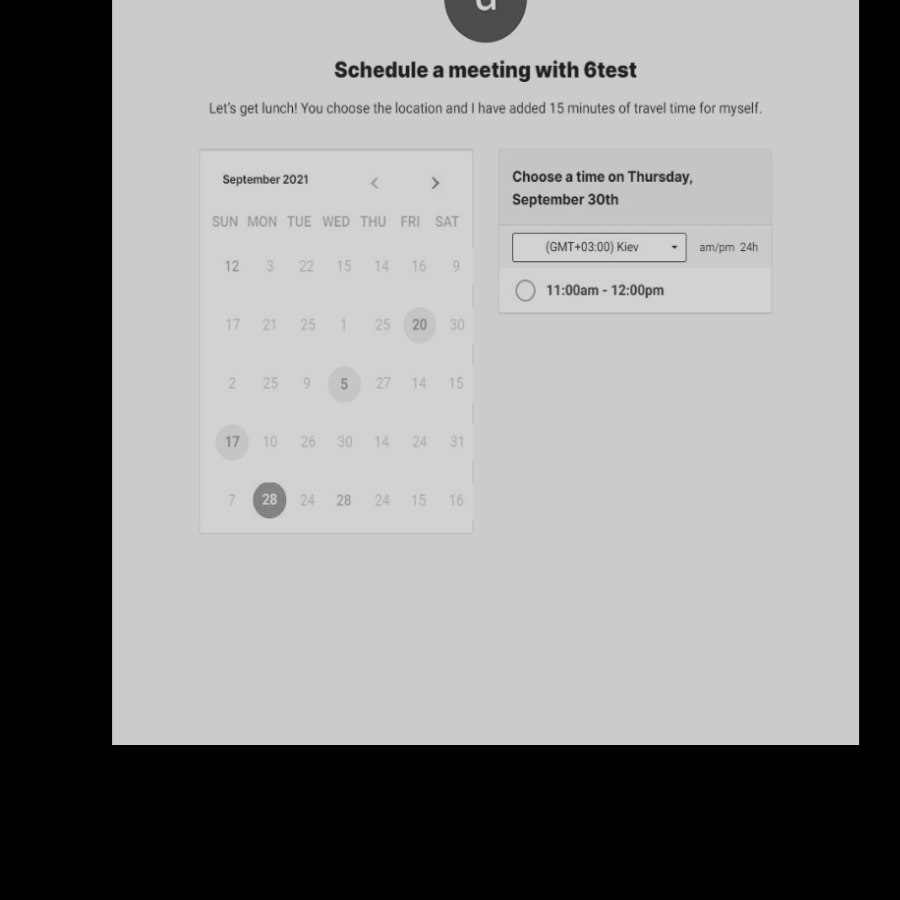 Schedule a meeting with 6test
Let's get lunch! You choose the location and I have added 15 minutes of travel time for myself.
September 2021
SUN MON TUE WED THU FRI SAT
12 3 22 15 14 16 9
17 21 25 1 25 20 30
2 25 9 5 27 14 15
17 10 26 30 14 24 31
7 28 24 28 24 15 16
Choose a time on Thursday,
September 30th
(GMT+03:00) Kiev am/pm 24h
11:00am - 12:00pm